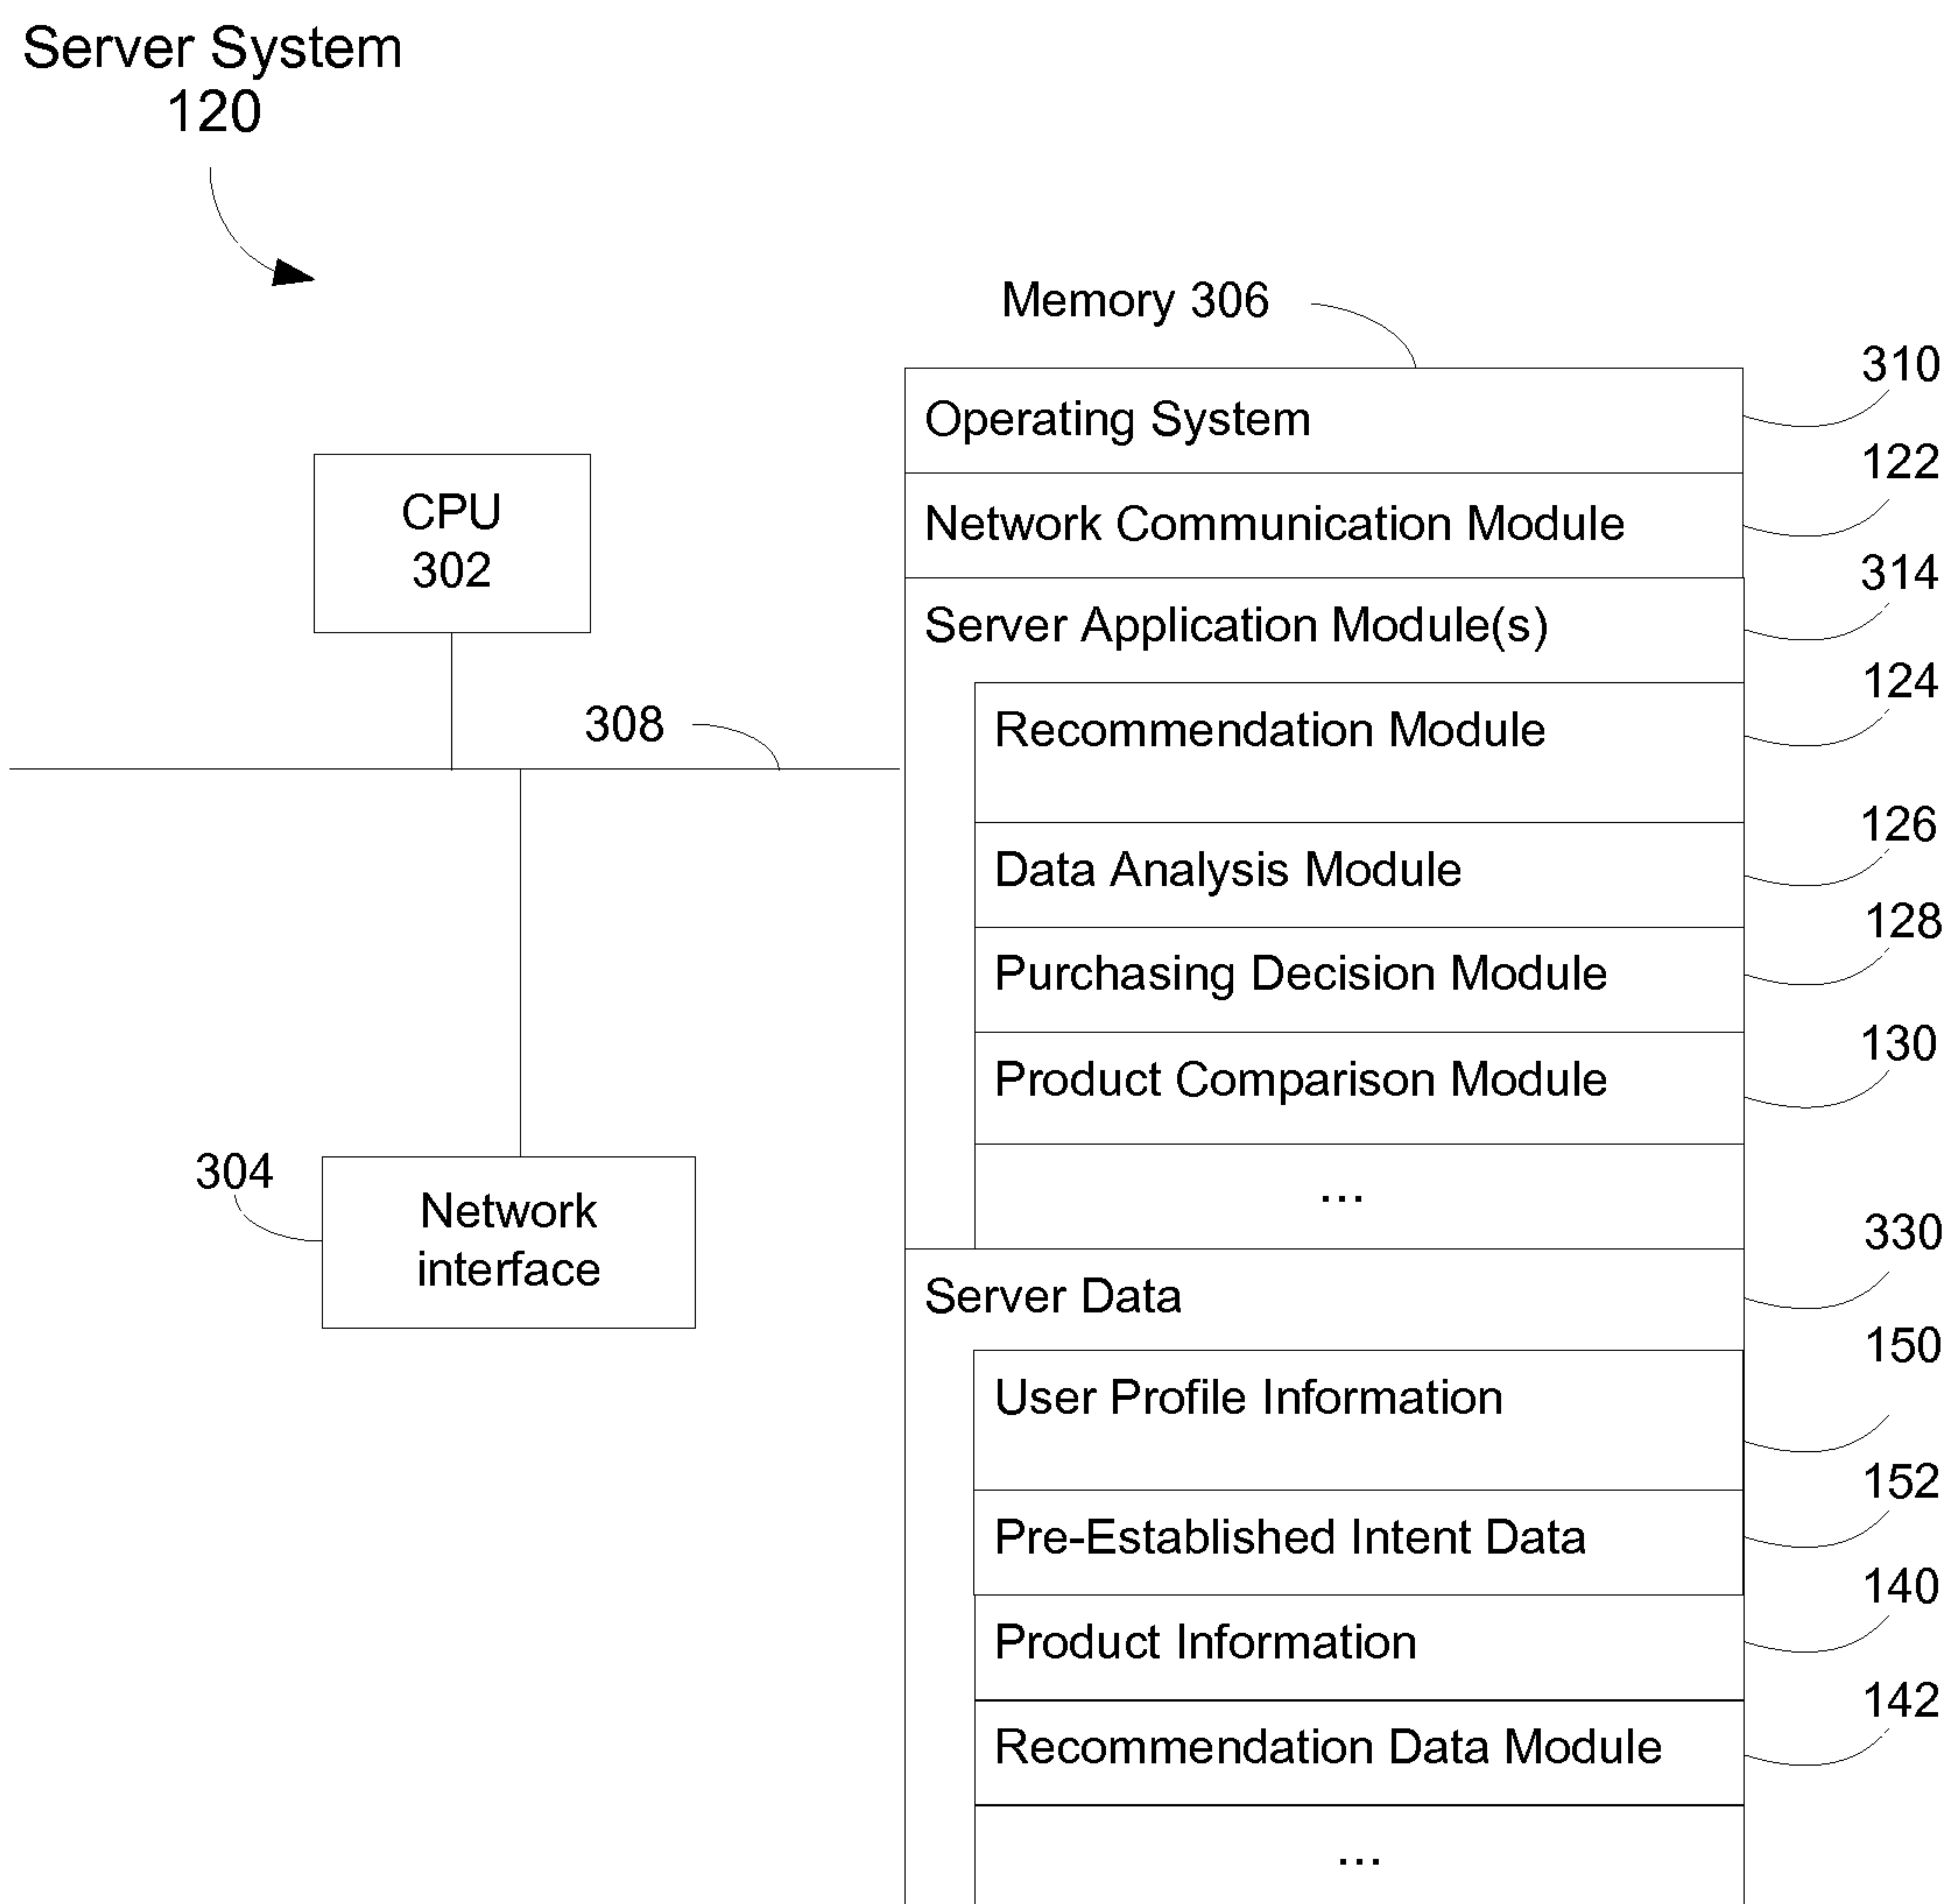 Server System
120
Memory 306
310
Operating System
122
CPU
302
Network Communication Module
314
Server Application Module(s)
124
308
Recommendation Module
126
Data Analysis Module
128
Purchasing Decision Module
130
Product Comparison Module
304
Network
interface
...
330
Server Data
150
User Profile Information
152
Pre-Established Intent Data
140
Product Information
142
Recommendation Data Module
...